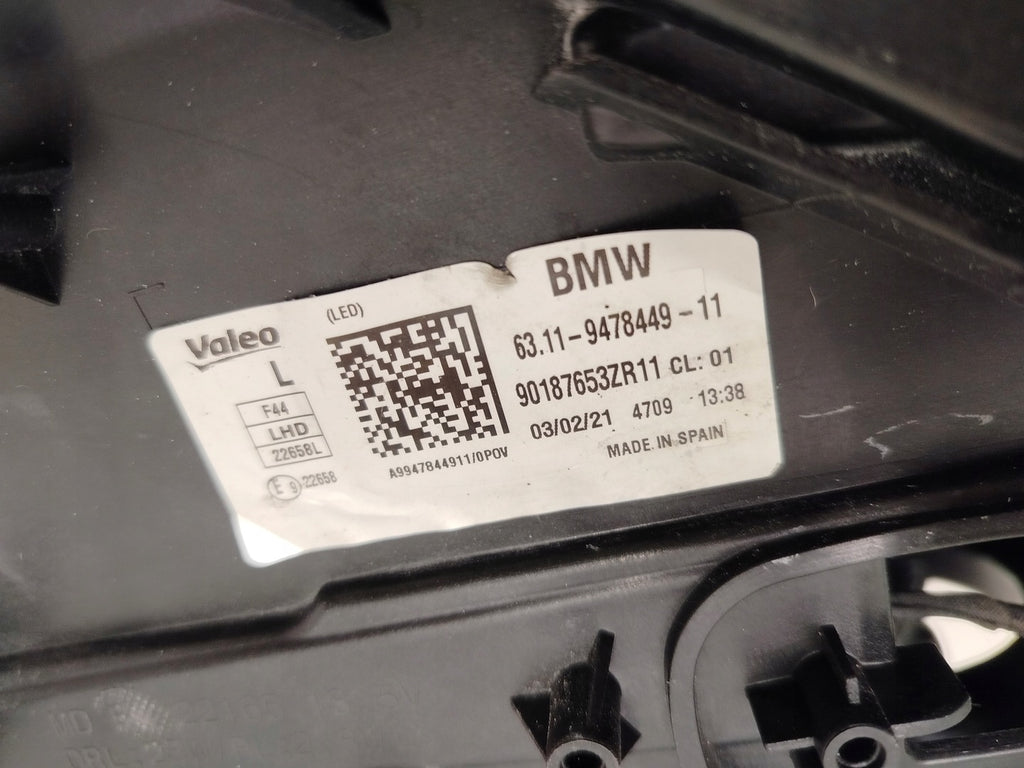 BMW
Valeo
(LED)
L
63.11-9478449-11
90187653ZR11 CL: 01
03/02/21 4709 13:38
MADE IN SPAIN
F44
LHD
22658L
E9 22658
A9947844911/0POV